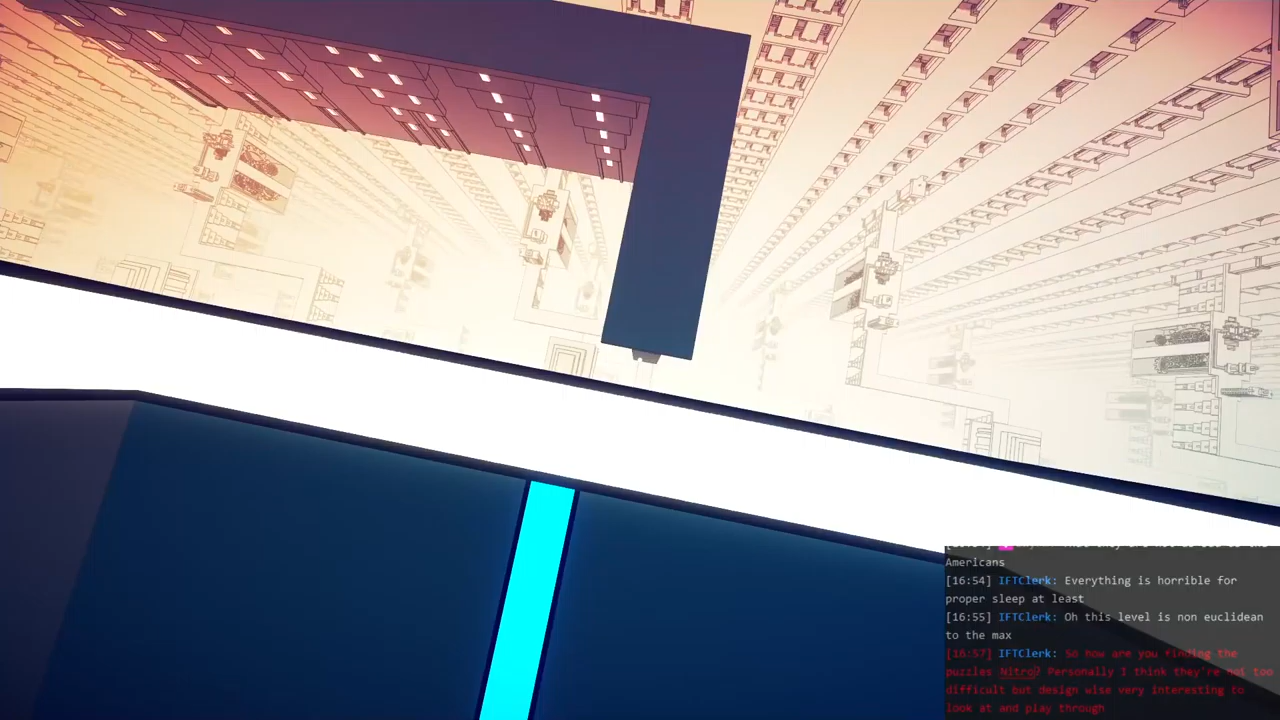 Americans
[16:54] IFTClerk: Everything is horrible for
proper sleep at least
[16:55] IFTClerk: Oh this level is non euclidean
to the max
[16:57] IFTClerk: So how are you finding the
puzzles Nitro? Personally I think they're not too
difficult but design wise very interesting to
look at and play through